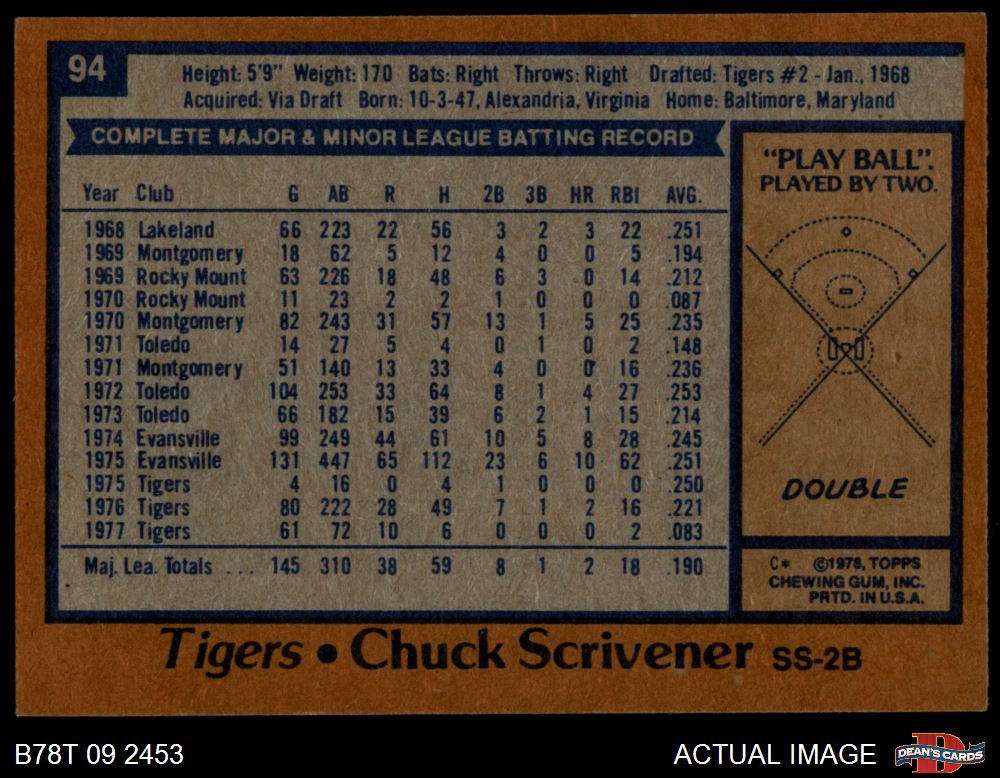 94
Height: 5'9" Weight: 170 Bats: Right Throws: Right Drafted: Tigers #2 - Jan., 1968
Acquired: Via Draft Born: 10-3-47, Alexandria, Virginia Home: Baltimore, Maryland
COMPLETE MAJOR & MINOR LEAGUE BATTING RECORD
Year Club G AB R H 2B 3B HR RBI AVG.
1968 Lakeland 66 223 22 56 3 2 3 22 .251
1969 Montgomery 18 62 5 12 4 0 0 5 .194
1969 Rocky Mount 63 226 18 48 6 3 0 14 .212
1970 Rocky Mount 11 23 2 2 1 0 0 0 .087
1970 Montgomery 82 243 31 57 13 1 5 25 .235
1971 Toledo 14 27 5 4 0 1 0 2 .148
1971 Montgomery 51 140 13 33 4 0 0 16 .236
1972 Toledo 104 253 33 64 8 1 4 27 .253
1973 Toledo 66 182 15 39 6 2 1 15 .214
1974 Evansville 99 249 44 61 10 5 8 28 .245
1975 Evansville 131 447 65 112 23 6 10 62 .251
1975 Tigers 4 16 0 4 1 0 0 0 .250
1976 Tigers 80 222 28 49 7 1 2 16 .221
1977 Tigers 61 72 10 6 0 0 0 2 .083
Maj. Lea. Totals ... 145 310 38 59 8 1 2 18 .190
"PLAY BALL".
PLAYED BY TWO.
DOUBLE
C* ©1978, TOPPS
CHEWING GUM, INC.
PRTD. IN U.S.A.
Tigers • Chuck Scrivener SS-2B
B78T 09 2453
ACTUAL IMAGE
D
DEAN'S CARDS